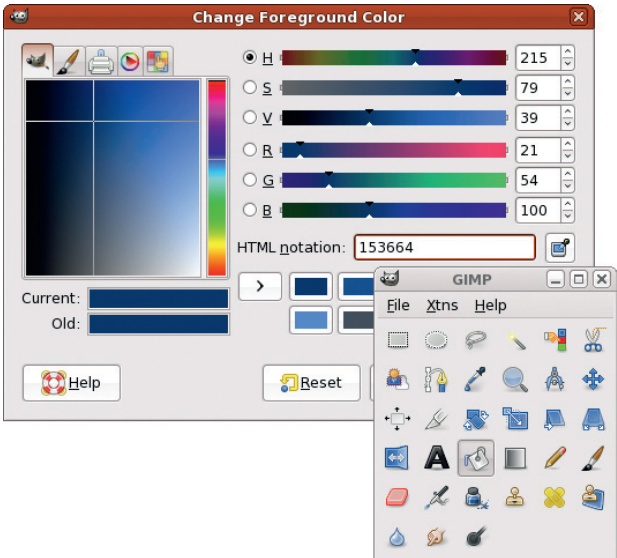 Change Foreground Color
H 215
S 79
V 39
R 21
G 54
B 100
HTML notation: 153664
Current:
Old:
Help
Reset
GIMP
File Xtns Help